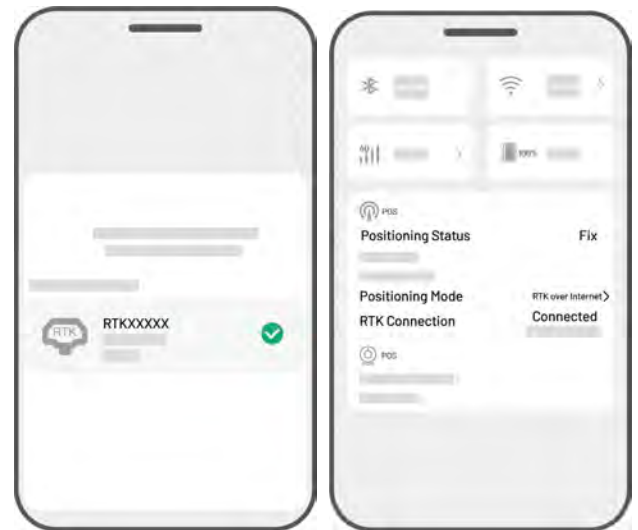 RTK
RTKXXXXX
100%
POS
Positioning Status Fix
Positioning Mode RTK over Internet
RTK Connection Connected
POS